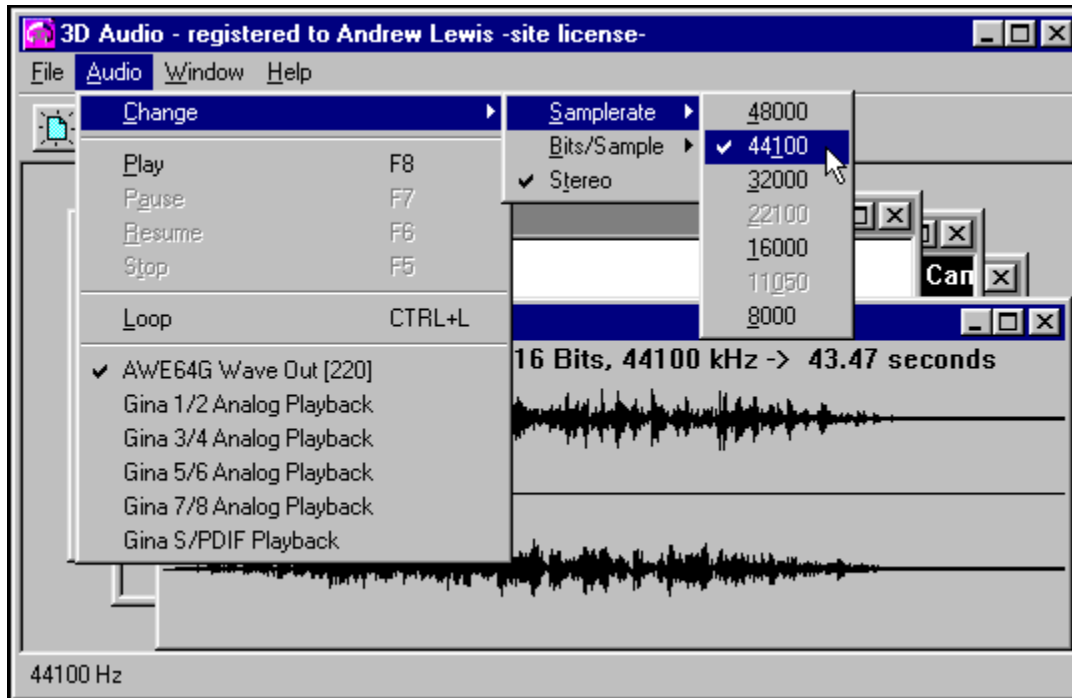 3D Audio - registered to Andrew Lewis -site license-
File Audio Window Help
Change
Play F8
Pause F7
Resume F6
Stop F5
Loop CTRL+L
AWE64G Wave Out [220]
Gina 1/2 Analog Playback
Gina 3/4 Analog Playback
Gina 5/6 Analog Playback
Gina 7/8 Analog Playback
Gina S/PDIF Playback
Samplerate
Bits/Sample
Stereo
48000
44100
32000
22100
16000
11050
8000
Can
16 Bits, 44100 kHz -> 43.47 seconds
44100 Hz